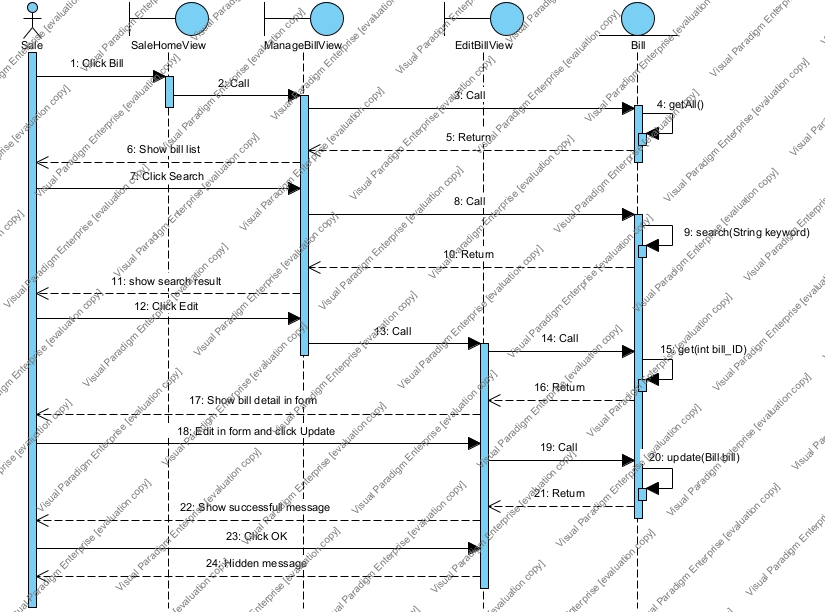 Sale
SaleHomeView
ManageBillView
EditBillView
Bill
1: Click Bill
2: Call
3: Call
4: getAll()
5: Return
6: Show bill list
7: Click Search
8: Call
9: search(String keyword)
10: Return
11: show search result
12: Click Edit
13: Call
14: Call
15: get(int bill_ID)
16: Return
17: Show bill detail in form
18: Edit in form and click Update
19: Call
20: update(Bill bill)
21: Return
22: Show successful message
23: Click OK
24: Hidden message
Visual Paradigm Enterprise [evaluation copy]